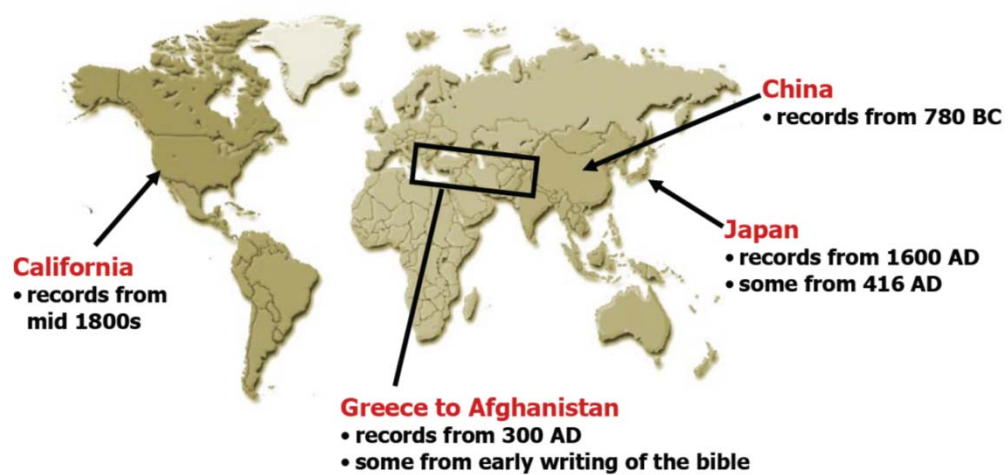 China
• records from 780 BC
Japan
• records from 1600 AD
• some from 416 AD
California
• records from
mid 1800s
Greece to Afghanistan
• records from 300 AD
• some from early writing of the bible